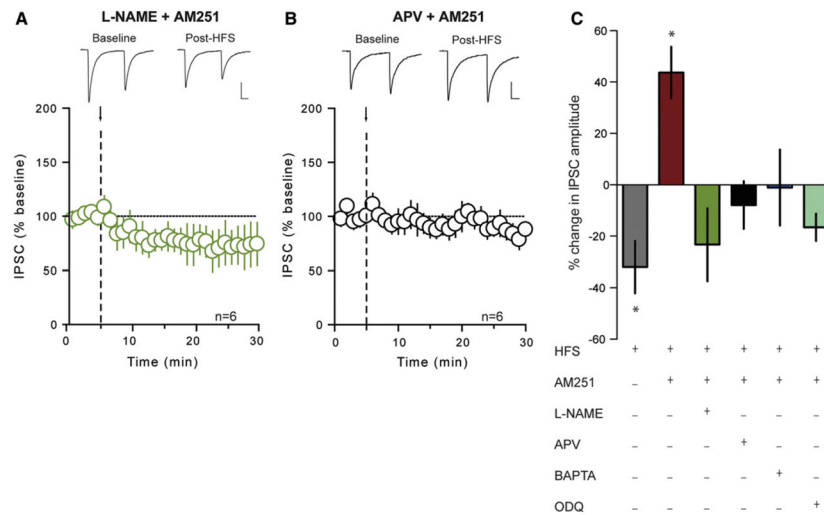 A
L-NAME + AM251
Baseline
Post-HFS
200
150
100
50
0
IPSC (% baseline)
n=6
0 10 20 30
Time (min)
B
APV + AM251
Baseline
Post-HFS
200
150
100
50
0
IPSC (% baseline)
n=6
0 10 20 30
Time (min)
C
60
40
20
0
-20
-40
-60
% change in IPSC amplitude
*
*
HFS + + + + + +
AM251 – + + + + +
L-NAME – – + – – –
APV – – – + – –
BAPTA – – – – + –
ODQ – – – – – +